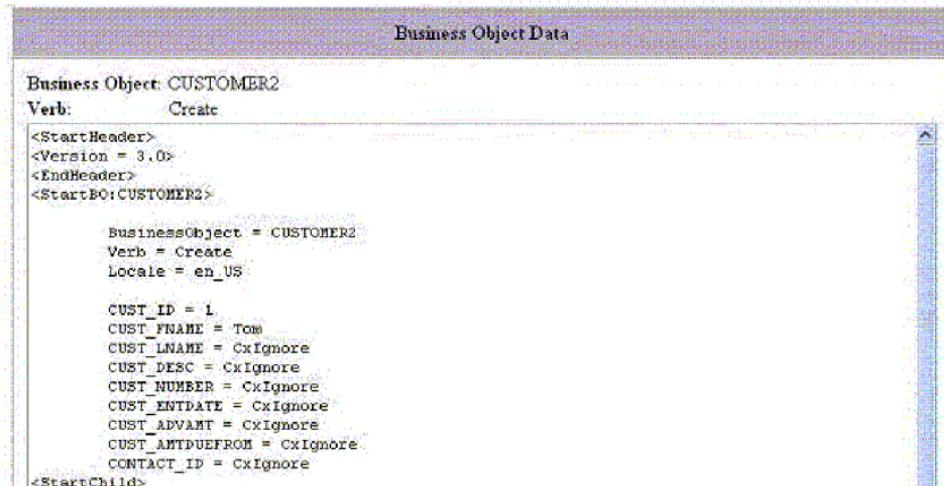 Business Object Data
Business Object: CUSTOMER2
Verb: Create
<StartHeader>
<Version = 3.0>
<EndHeader>
<StartBO:CUSTOMER2>
BusinessObject = CUSTOMER2
Verb = Create
Locale = en_US
CUST_ID = 1
CUST_FNAME = Tom
CUST_LNAME = CxIgnore
CUST_DESC = CxIgnore
CUST_NUMBER = CxIgnore
CUST_ENTDATE = CxIgnore
CUST_ADVAMT = CxIgnore
CUST_AMTDUEFROM = CxIgnore
CONTACT_ID = CxIgnore
<StartChild>